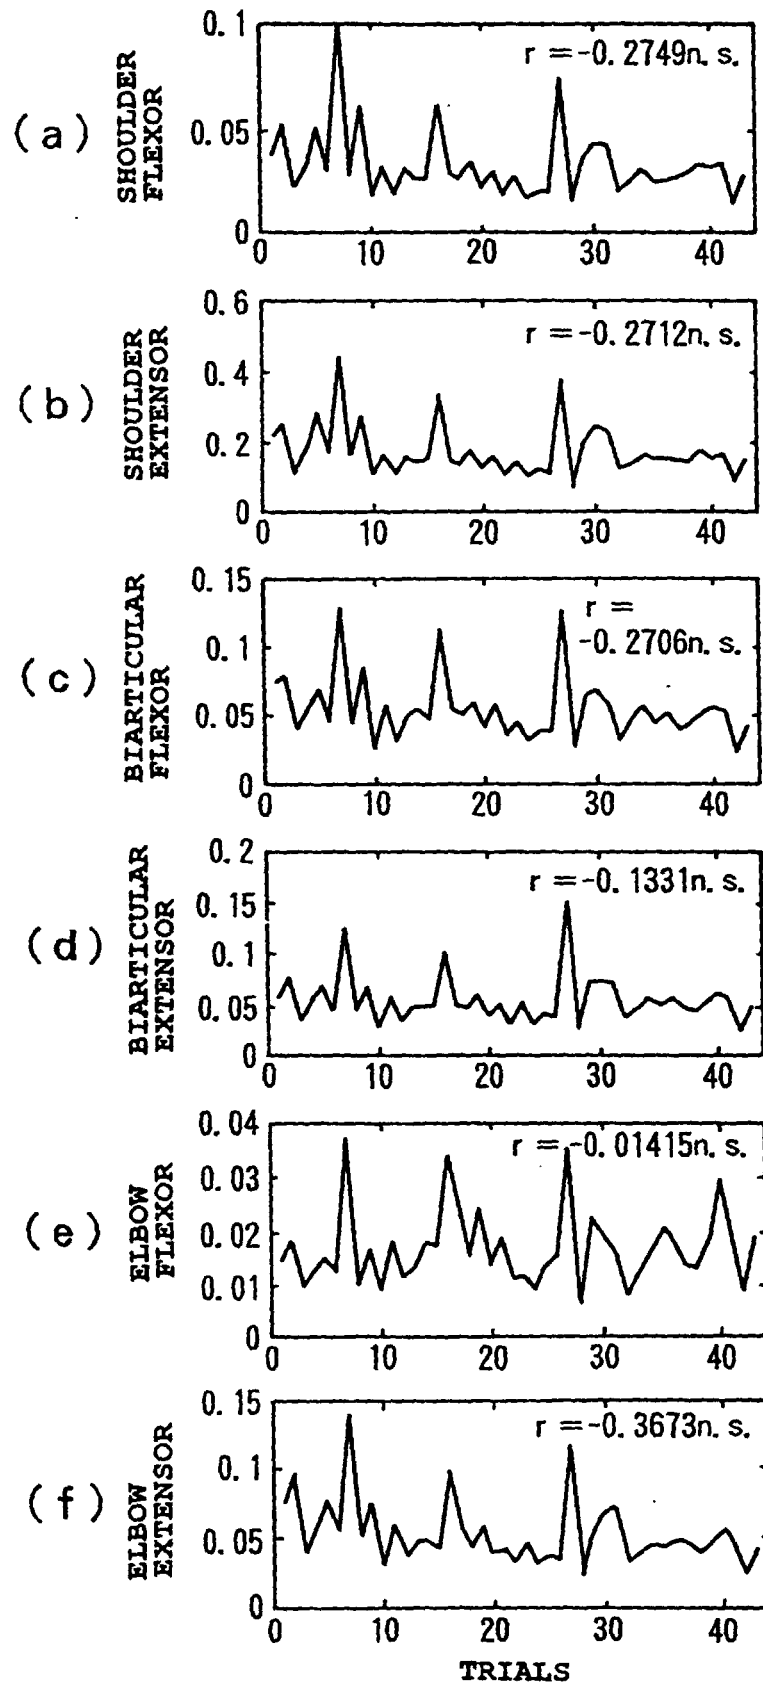 (a)
SHOULDER
FLEXOR
0.1
0.05
0
r =-0.2749n.s.
0 10 20 30 40
(b)
SHOULDER
EXTENSOR
0.6
0.4
0.2
0
r =-0.2712n.s.
0 10 20 30 40
(c)
BIARTICULAR
FLEXOR
0.15
0.1
0.05
0
r =
-0.2706n.s.
0 10 20 30 40
(d)
BIARTICULAR
EXTENSOR
0.2
0.15
0.1
0.05
0
r =-0.1331n.s.
0 10 20 30 40
(e)
ELBOW
FLEXOR
0.04
0.03
0.02
0.01
0
r =-0.01415n.s.
0 10 20 30 40
(f)
ELBOW
EXTENSOR
0.15
0.1
0.05
0
r =-0.3673n.s.
0 10 20 30 40
TRIALS